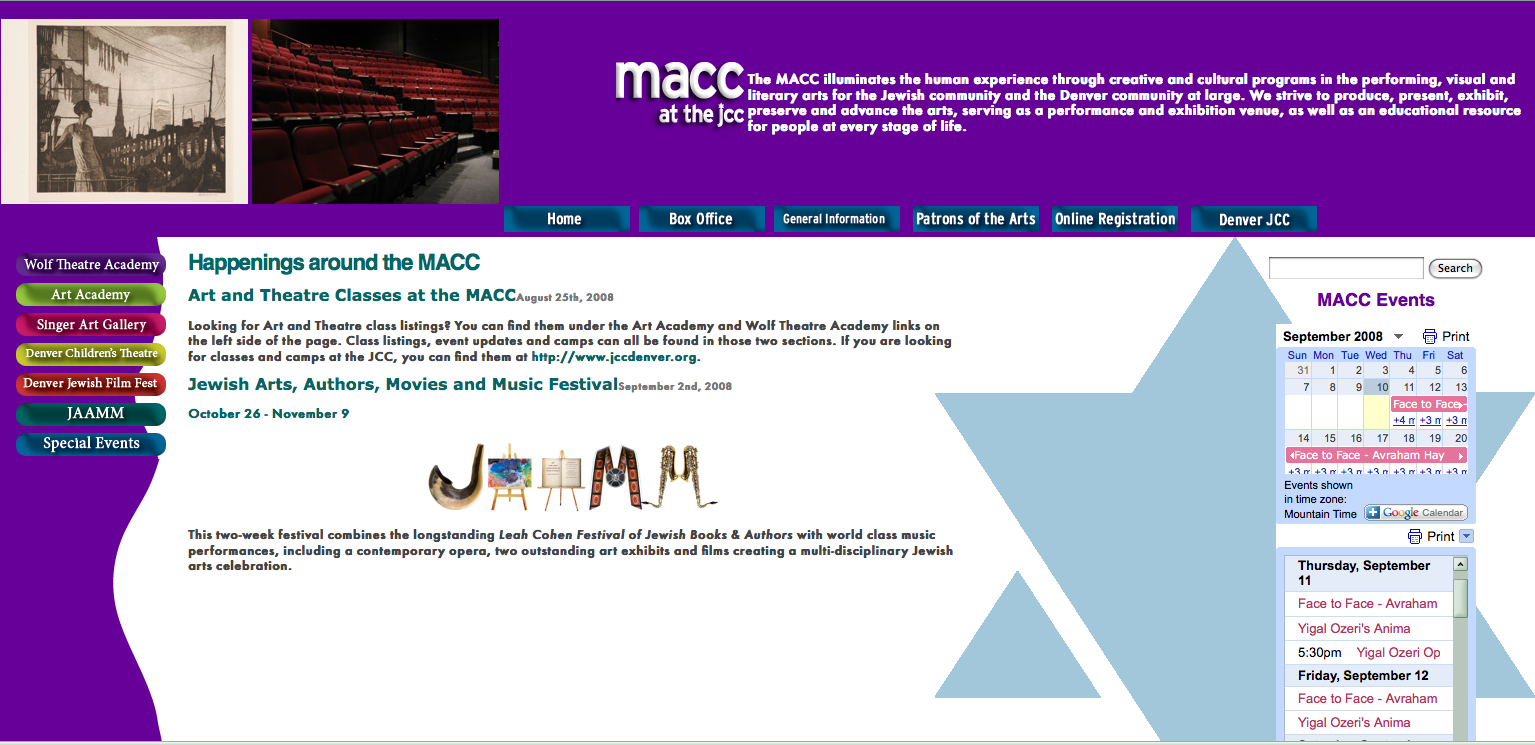 macc
at the jcc
The MACC illuminates the human experience through creative and cultural programs in the performing, visual and
literary arts for the Jewish community and the Denver community at large. We strive to produce, present, exhibit,
preserve and advance the arts, serving as a performance and exhibition venue, as well as an educational resource
for people at every stage of life.
Home
Box Office
General Information
Patrons of the Arts
Online Registration
Denver JCC
Wolf Theatre Academy
Art Academy
Singer Art Gallery
Denver Children's Theatre
Denver Jewish Film Fest
JAAMM
Special Events
Happenings around the MACC
Art and Theatre Classes at the MACCAugust 25th, 2008
Looking for Art and Theatre class listings? You can find them under the Art Academy and Wolf Theatre Academy links on
the left side of the page. Class listings, event updates and camps can all be found in those two sections. If you are looking
for classes and camps at the JCC, you can find them at http://www.jccdenver.org.
Jewish Arts, Authors, Movies and Music FestivalSeptember 2nd, 2008
October 26 - November 9
JAAMM
This two-week festival combines the longstanding Leah Cohen Festival of Jewish Books & Authors with world class music
performances, including a contemporary opera, two outstanding art exhibits and films creating a multi-disciplinary Jewish
arts celebration.
Search
MACC Events
September 2008 Print
Sun Mon Tue Wed Thu Fri Sat
31 1 2 3 4 5 6
7 8 9 10 11 12 13
Face to Face -
+4 m +3 m +3 m
14 15 16 17 18 19 20
Face to Face - Avraham Hay
+3 m +3 m +3 m +3 m +3 m +3 m +3 m
Events shown
in time zone:
Mountain Time
Google Calendar
Print
Thursday, September
11
Face to Face - Avraham
Yigal Ozeri's Anima
5:30pm Yigal Ozeri Op
Friday, September 12
Face to Face - Avraham
Yigal Ozeri's Anima